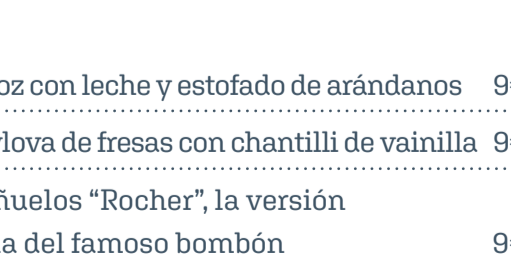 oz con leche y estofado de arándanos 9
lova de fresas con chantilli de vainilla 9
ñuelos “Rocher”, la versión
a del famoso bombón 9